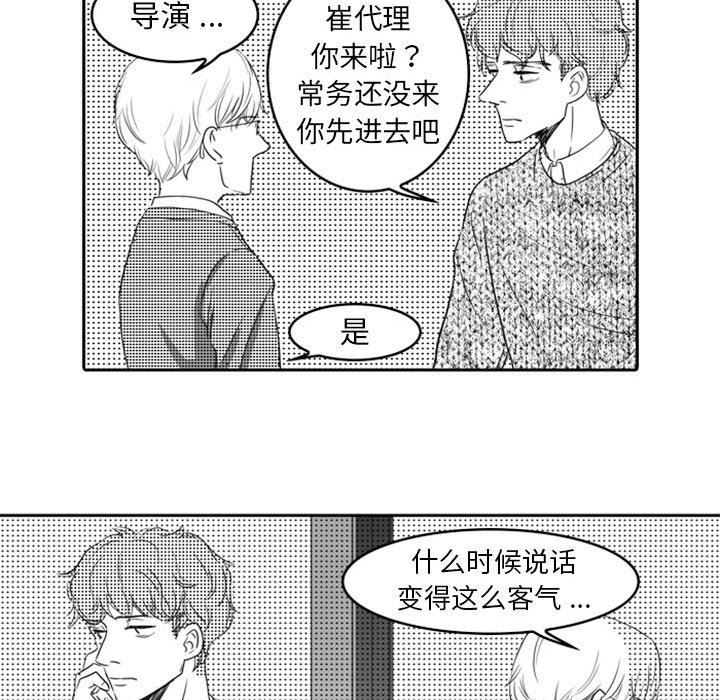 导演 ...
崔代理
你来啦？
常务还没来
你先进去吧
是
什么时候说话
变得这么客气 ...